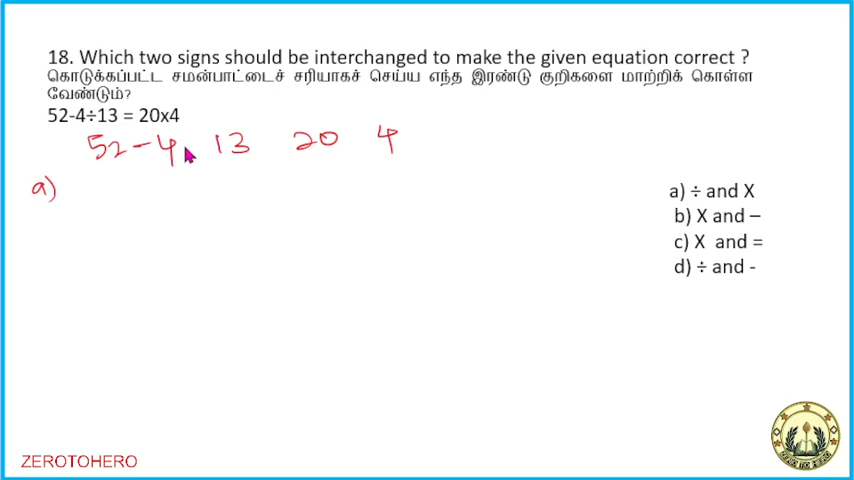 18. Which two signs should be interchanged to make the given equation correct ?
கொடுக்கப்பட்ட சமன்பாட்டைச் சரியாகச் செய்ய எந்த இரண்டு குறிகளை மாற்றிக் கொள்ள
வேண்டும்?
52-4÷13 = 20x4
52-4 13 20 4
a)
a) ÷ and X
b) X and –
c) X and =
d) ÷ and -
ZEROTOHERO